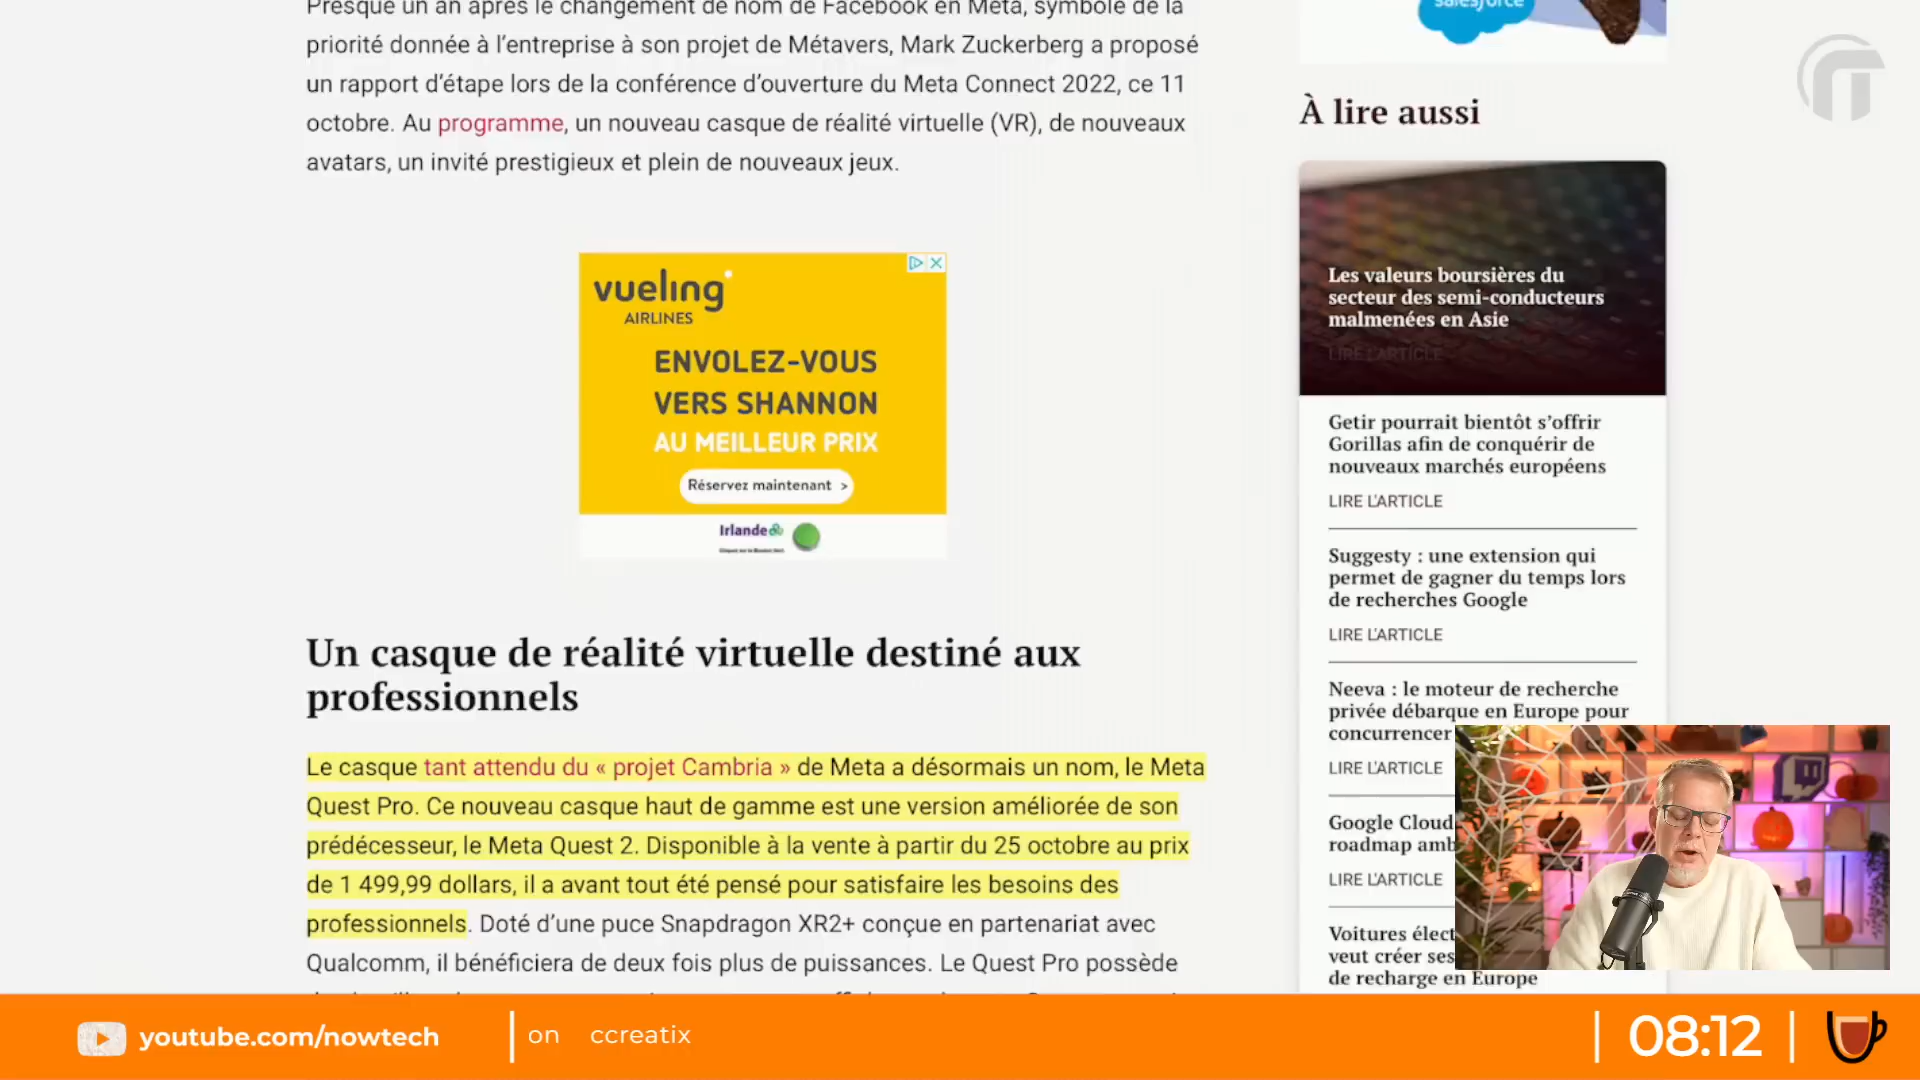 Presque un an après le changement de nom de Facebook en Meta, symbole de la
priorité donnée à l'entreprise à son projet de Métavers, Mark Zuckerberg a proposé
un rapport d'étape lors de la conférence d'ouverture du Meta Connect 2022, ce 11
octobre. Au programme, un nouveau casque de réalité virtuelle (VR), de nouveaux
avatars, un invité prestigieux et plein de nouveaux jeux.
vueling
AIRLINES
ENVOLEZ-VOUS
VERS SHANNON
AU MEILLEUR PRIX
Réservez maintenant >
Irlande
Un casque de réalité virtuelle destiné aux
professionnels
Le casque tant attendu du « projet Cambria » de Meta a désormais un nom, le Meta
Quest Pro. Ce nouveau casque haut de gamme est une version améliorée de son
prédécesseur, le Meta Quest 2. Disponible à la vente à partir du 25 octobre au prix
de 1 499,99 dollars, il a avant tout été pensé pour satisfaire les besoins des
professionnels. Doté d'une puce Snapdragon XR2+ conçue en partenariat avec
Qualcomm, il bénéficiera de deux fois plus de puissances. Le Quest Pro possède
salesforce
À lire aussi
Les valeurs boursières du
secteur des semi-conducteurs
malmenées en Asie
LIRE L'ARTICLE
Getir pourrait bientôt s'offrir
Gorillas afin de conquérir de
nouveaux marchés européens
LIRE L'ARTICLE
Suggesty : une extension qui
permet de gagner du temps lors
de recherches Google
LIRE L'ARTICLE
Neeva : le moteur de recherche
privée débarque en Europe pour
concurrencer
LIRE L'ARTICLE
Google Cloud
roadmap amb
LIRE L'ARTICLE
Voitures élect
veut créer ses
de recharge en Europe
youtube.com/nowtech
on ccreatix
08:12